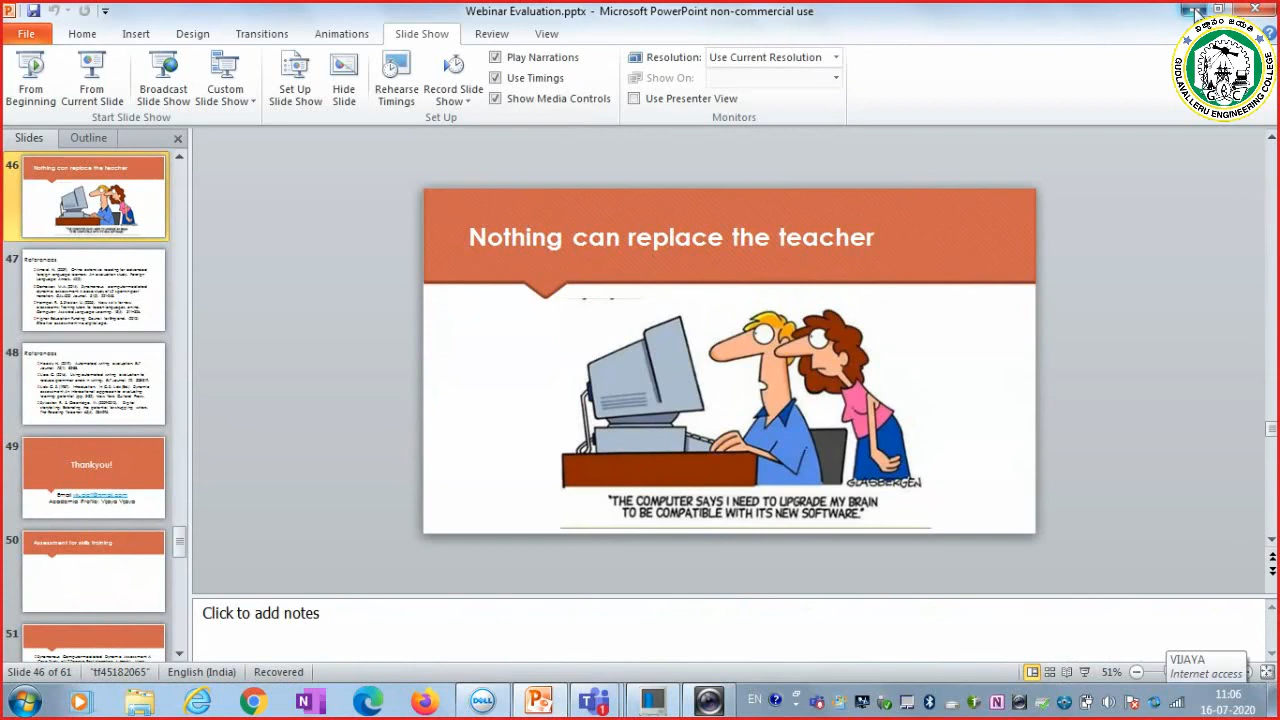 Webinar Evaluation.pptx - Microsoft PowerPoint non-commercial use
File Home Insert Design Transitions Animations Slide Show Review View
From Beginning
From Current Slide
Broadcast Slide Show
Custom Slide Show
Start Slide Show
Set Up Slide Show
Hide Slide
Rehearse Timings
Record Slide Show
Play Narrations
Use Timings
Show Media Controls
Set Up
Resolution: Use Current Resolution
Show On:
Use Presenter View
Monitors
GUDLAVALLERU ENGINEERING COLLEGE
Slides Outline
46
Nothing can replace the teacher
47
References
48
References
49
Thankyou!
Email
50
Assessment for skills training
51
Nothing can replace the teacher
GLASBERGEN
"THE COMPUTER SAYS I NEED TO UPGRADE MY BRAIN
TO BE COMPATIBLE WITH ITS NEW SOFTWARE."
Click to add notes
Slide 46 of 61 "tf45182065" English (India) Recovered 51%
VIJAYA
Internet access
DELL
EN
11:06
16-07-2020